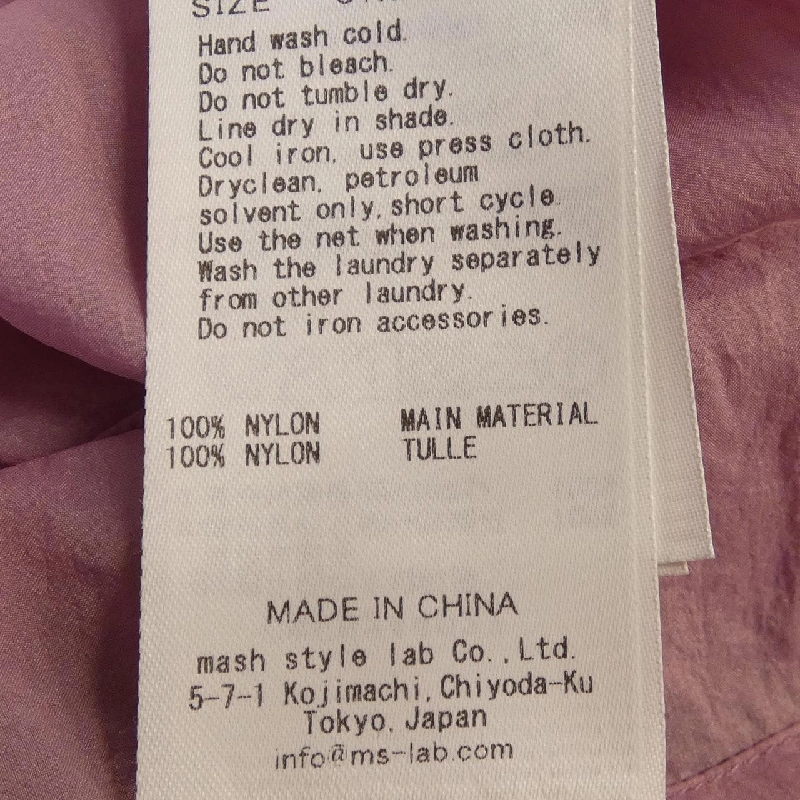 SIZE
Hand wash cold.
Do not bleach.
Do not tumble dry.
Line dry in shade.
Cool iron, use press cloth.
Dryclean, petroleum
solvent only, short cycle.
Use the net when washing.
Wash the laundry separately
from other laundry.
Do not iron accessories.
100% NYLON MAIN MATERIAL
100% NYLON TULLE
MADE IN CHINA
mash style lab Co., Ltd.
5-7-1 Kojimachi, Chiyoda-Ku
Tokyo, Japan
info@ms-lab.com